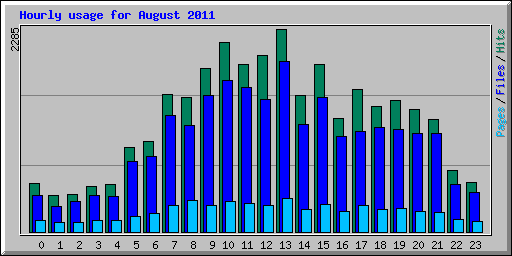 Hourly usage for August 2011
2285
Pages / Files / Hits
0 1 2 3 4 5 6 7 8 9 10 11 12 13 14 15 16 17 18 19 20 21 22 23